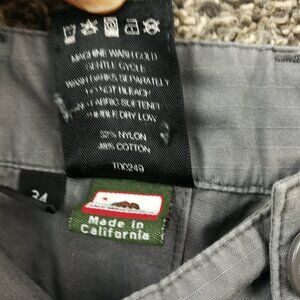 MACHINE WASH COLD
GENTLE CYCLE
WASH DARKS SEPARATELY
DO NOT BLEACH
FABRIC SOFTENER
TUMBLE DRY LOW
52% NYLON
48% COTTON
TDC249
34
Made in
California